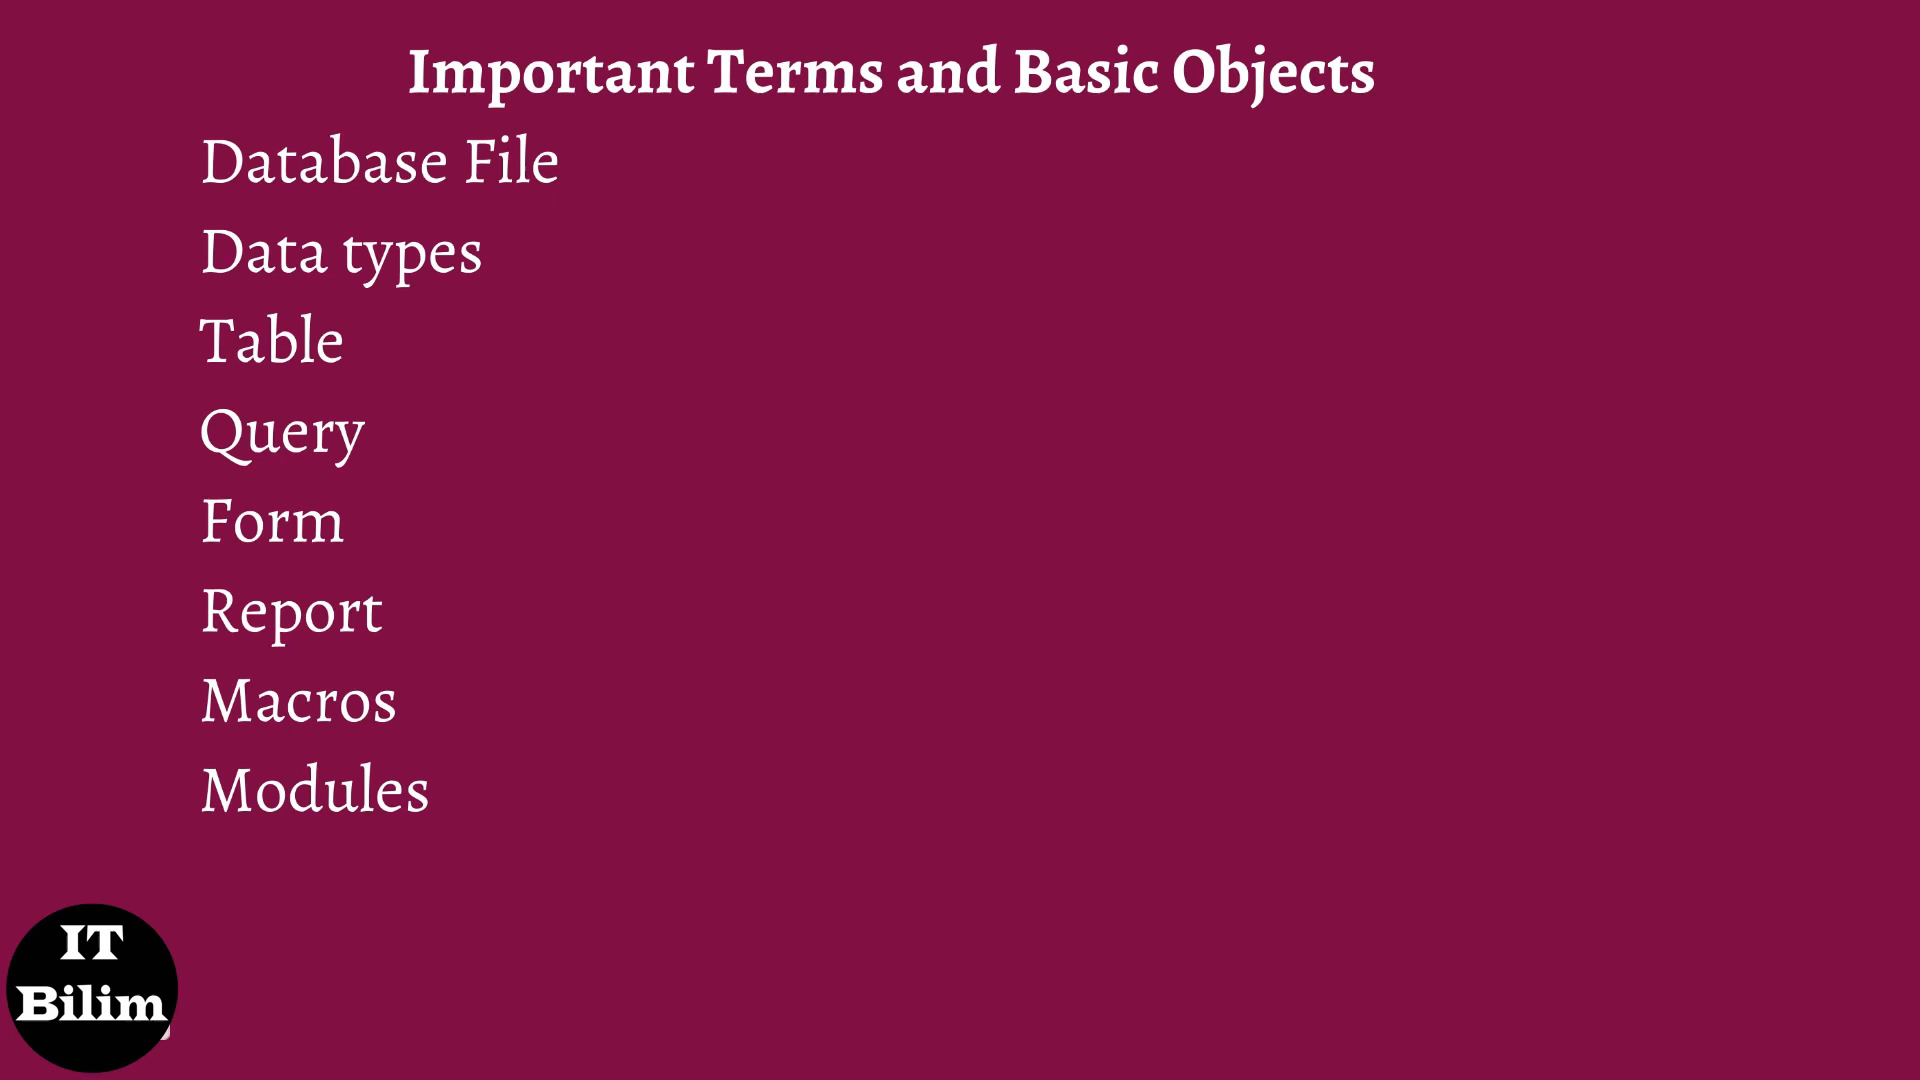 Important Terms and Basic Objects
Database File
Data types
Table
Query
Form
Report
Macros
Modules
IT
Bilim